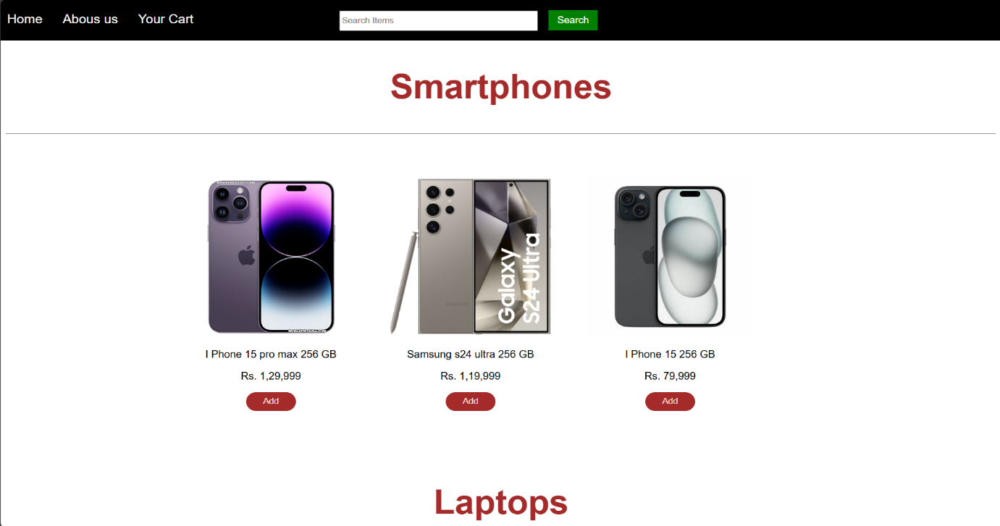 Home Abous us Your Cart Search Items Search
Smartphones
Galaxy
S24 Ultra
I Phone 15 pro max 256 GB Samsung s24 ultra 256 GB I Phone 15 256 GB
Rs. 1,29,999 Rs. 1,19,999 Rs. 79,999
Add Add Add
Laptops